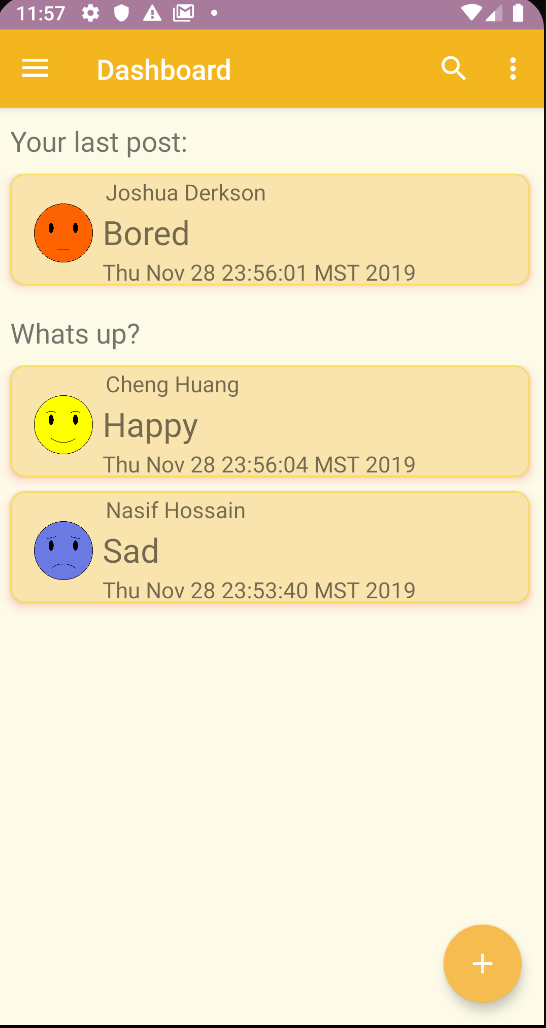 11:57
Dashboard
Your last post:
Joshua Derkson
Bored
Thu Nov 28 23:56:01 MST 2019
Whats up?
Cheng Huang
Happy
Thu Nov 28 23:56:04 MST 2019
Nasif Hossain
Sad
Thu Nov 28 23:53:40 MST 2019